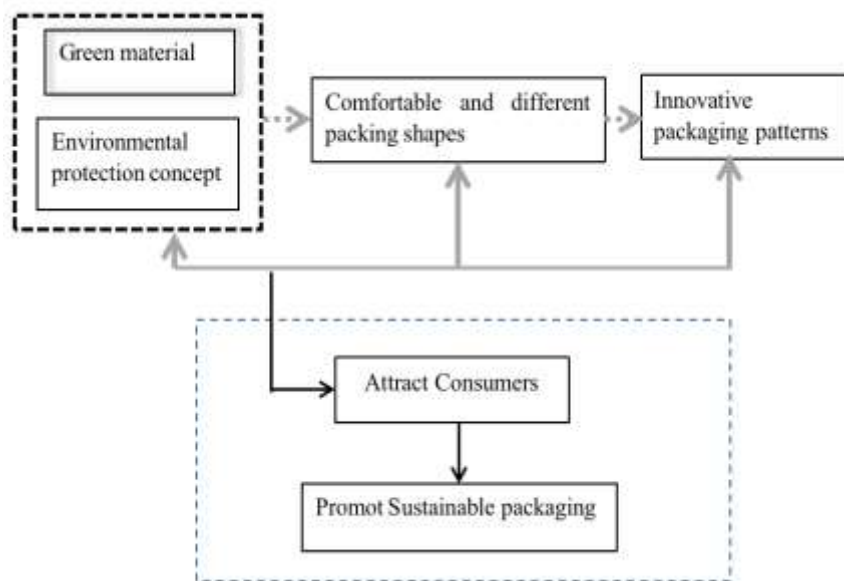 Green material
Environmental
protection concept
Comfortable and different
packing shapes
Innovative
packaging patterns
Attract Consumers
Promot Sustainable packaging